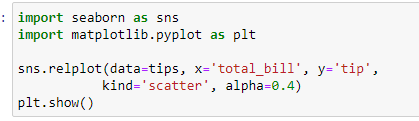 : import seaborn as sns
import matplotlib.pyplot as plt
sns.relplot(data=tips, x='total_bill', y='tip',
            kind='scatter', alpha=0.4)
plt.show()